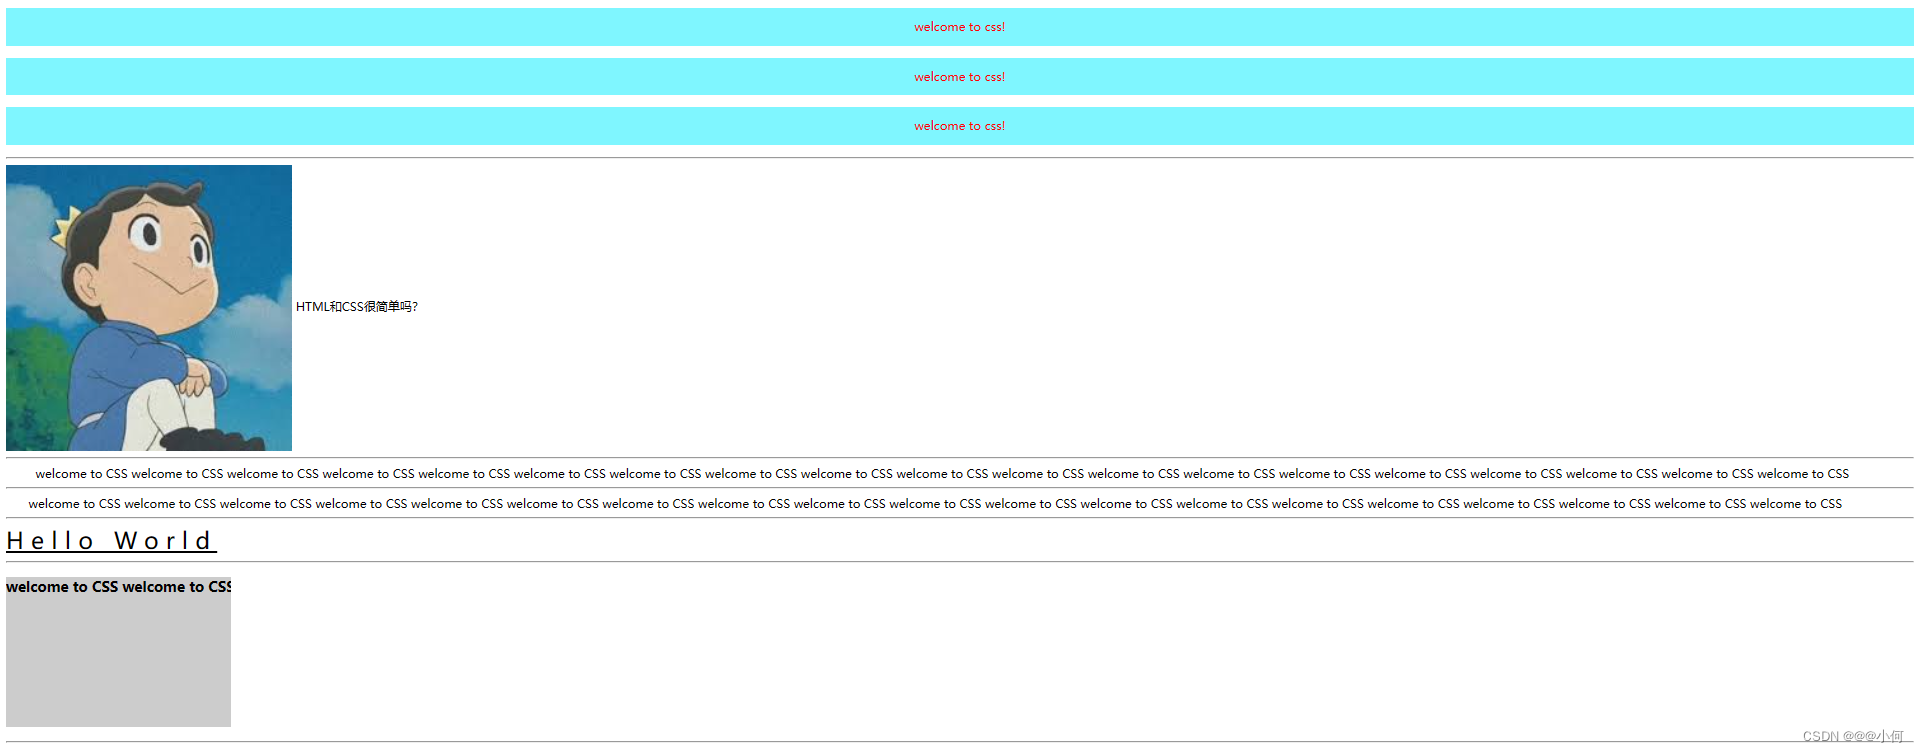 welcome to css!
welcome to css!
welcome to css!
HTML和CSS很简单吗?
welcome to CSS welcome to CSS welcome to CSS welcome to CSS welcome to CSS welcome to CSS welcome to CSS welcome to CSS welcome to CSS welcome to CSS welcome to CSS welcome to CSS welcome to CSS welcome to CSS welcome to CSS welcome to CSS welcome to CSS welcome to CSS welcome to CSS
welcome to CSS welcome to CSS welcome to CSS welcome to CSS welcome to CSS welcome to CSS welcome to CSS welcome to CSS welcome to CSS welcome to CSS welcome to CSS welcome to CSS welcome to CSS welcome to CSS welcome to CSS welcome to CSS welcome to CSS welcome to CSS welcome to CSS
Hello World
welcome to CSS welcome to CSS
CSDN @@@小何